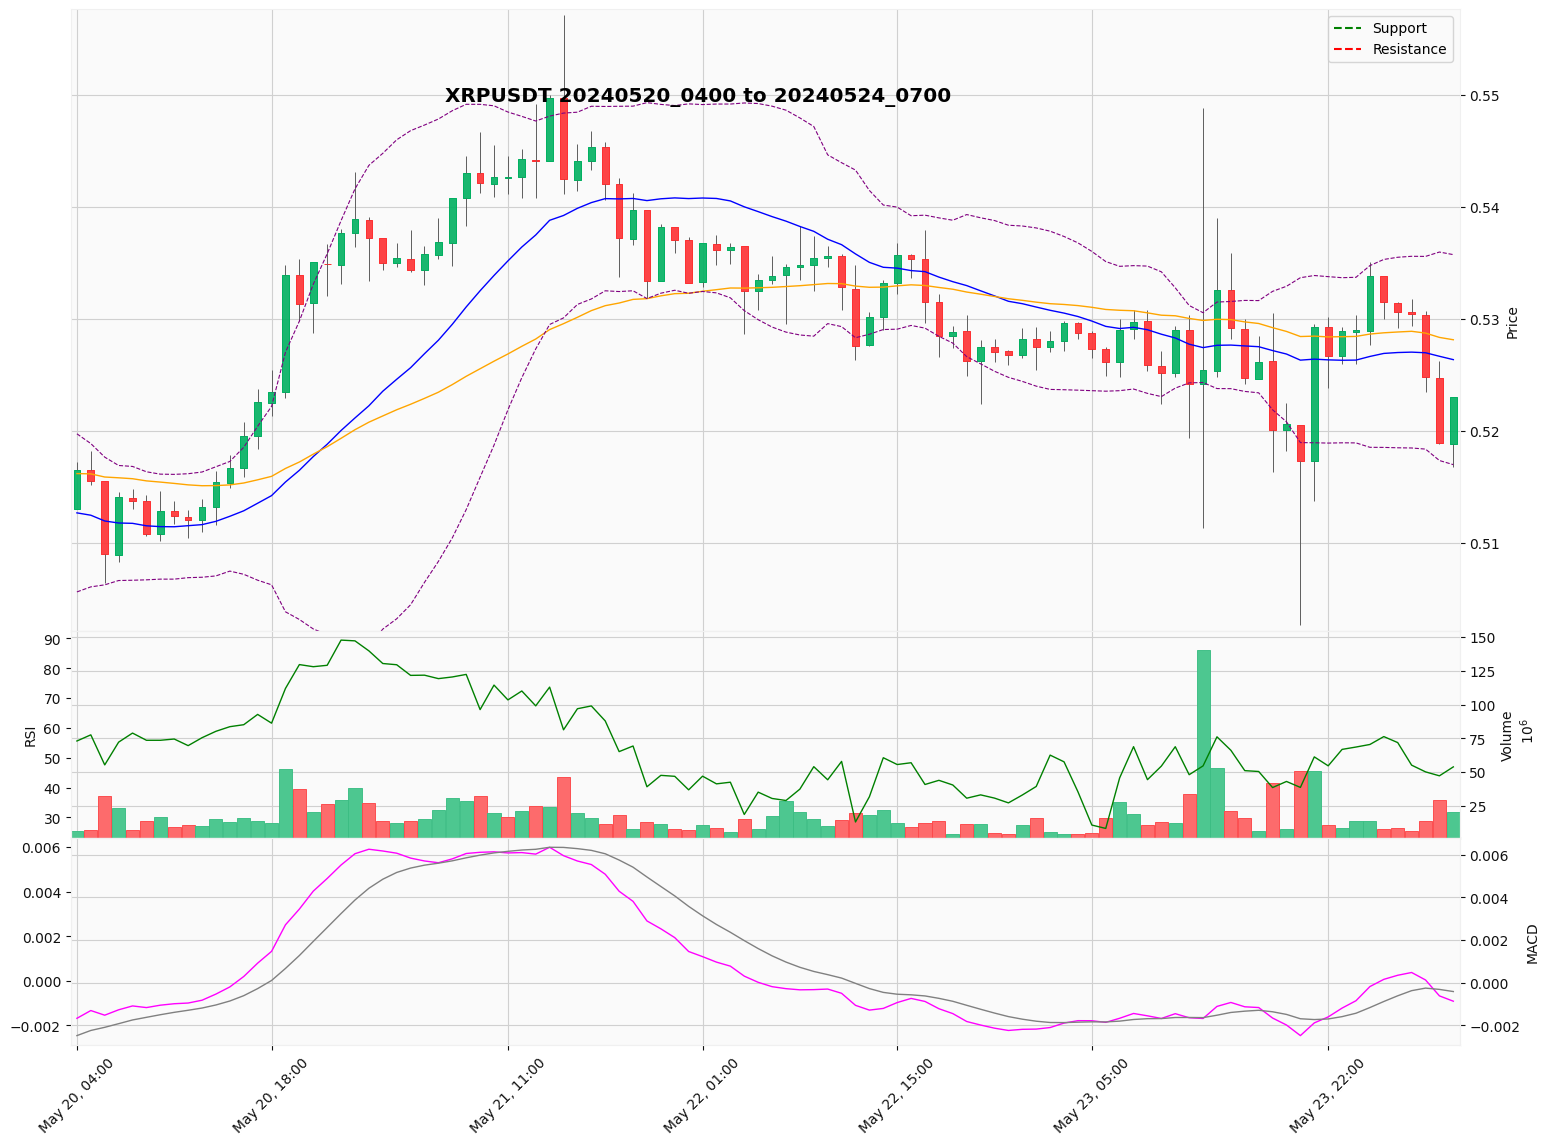 XRPUSDT 20240520_0400 to 20240524_0700
Support
Resistance
0.55
0.54
0.53
0.52
0.51
Price
90
80
70
60
50
40
30
RSI
150
125
100
75
50
25
Volume
10^6
0.006
0.004
0.002
0.000
−0.002
0.006
0.004
0.002
0.000
−0.002
MACD
May 20, 04:00
May 20, 18:00
May 21, 11:00
May 22, 01:00
May 22, 15:00
May 23, 05:00
May 23, 22:00